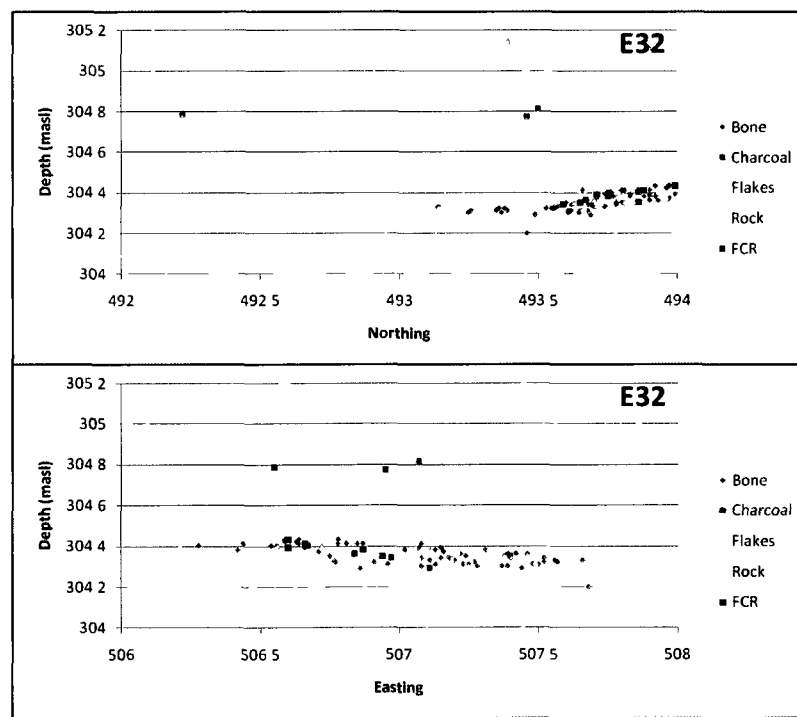 E32
305 2
305
304 8
304 6
304 4
304 2
304
Depth (masl)
492
492 5
493
493 5
494
Northing
Bone
Charcoal
Flakes
Rock
FCR
E32
305 2
305
304 8
304 6
304 4
304 2
304
Depth (masl)
506
506 5
507
507 5
508
Easting
Bone
Charcoal
Flakes
Rock
FCR